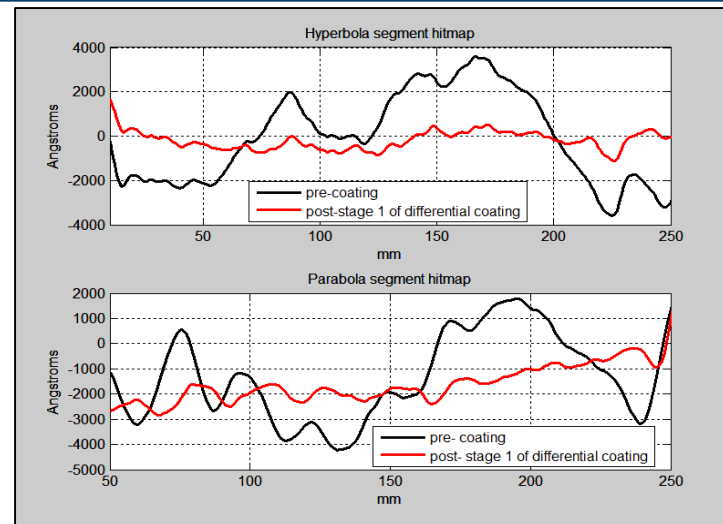 Hyperbola segment hitmap
4000
2000
0
-2000
-4000
Angstroms
pre-coating
post-stage 1 of differential coating
50 100 150 200 250
mm
Parabola segment hitmap
2000
1000
0
-1000
-2000
-3000
-4000
-5000
Angstroms
pre- coating
post- stage 1 of differential coating
50 100 150 200 250
mm